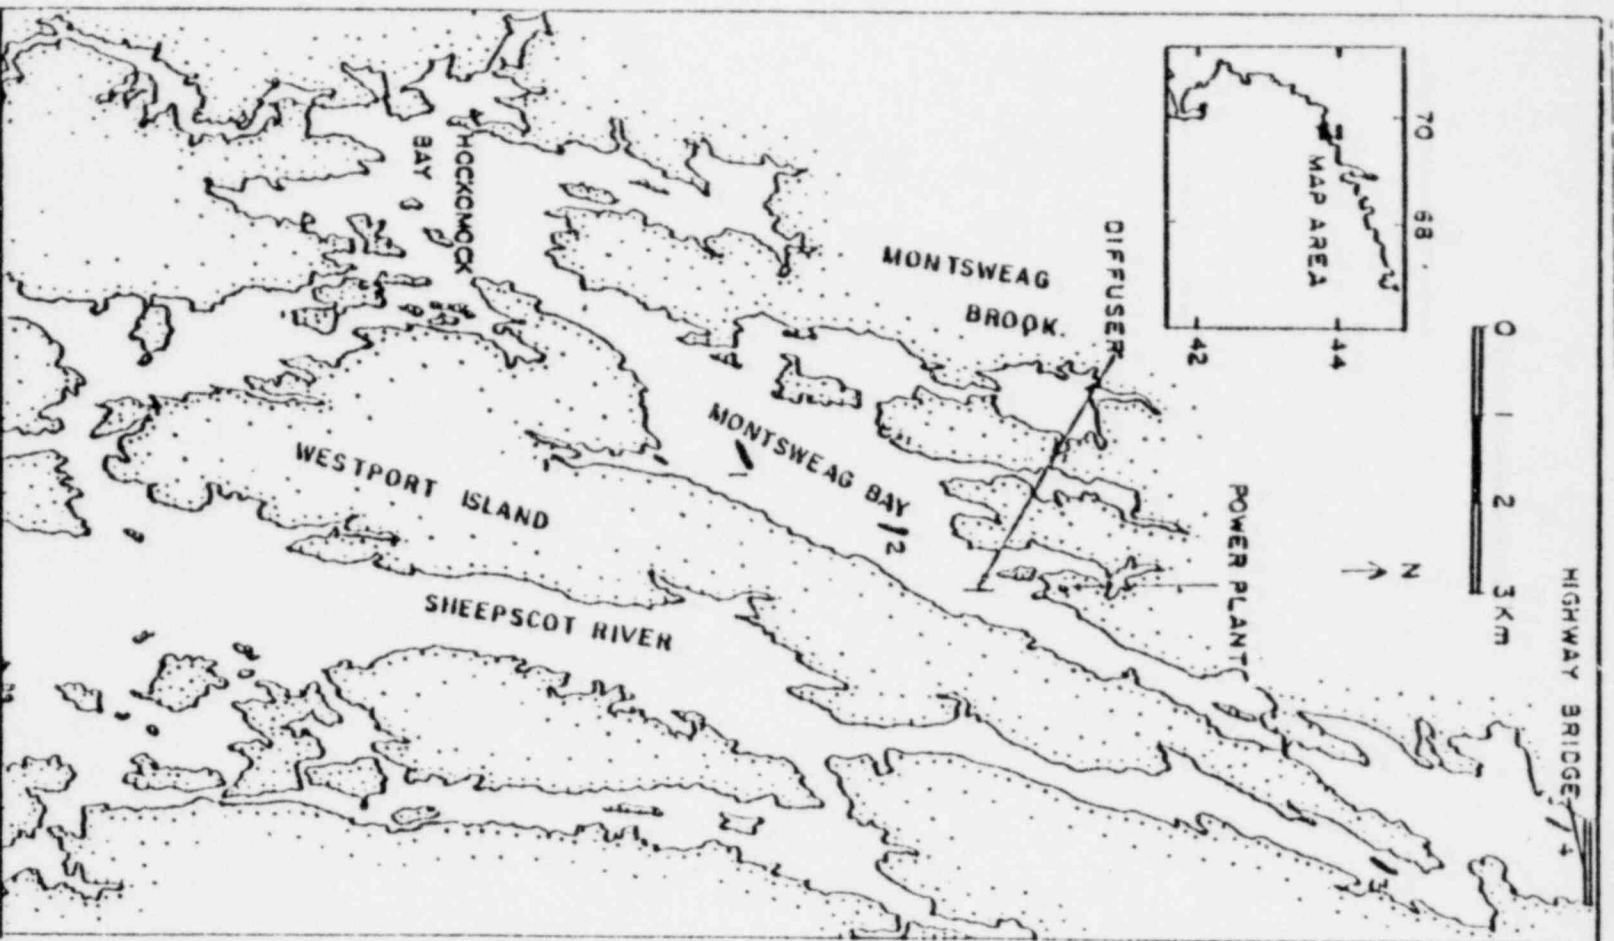 70
68
MAP AREA
42
44
0
1
2
3 Km
N
HIGHWAY BRIDGE
4
POWER PLANT
DIFFUSER
MONTSWEAG
BROOK.
HOCKOMOCK
BAY
MONTSWEAG BAY
1
2
WESTPORT ISLAND
SHEEPSCOT RIVER